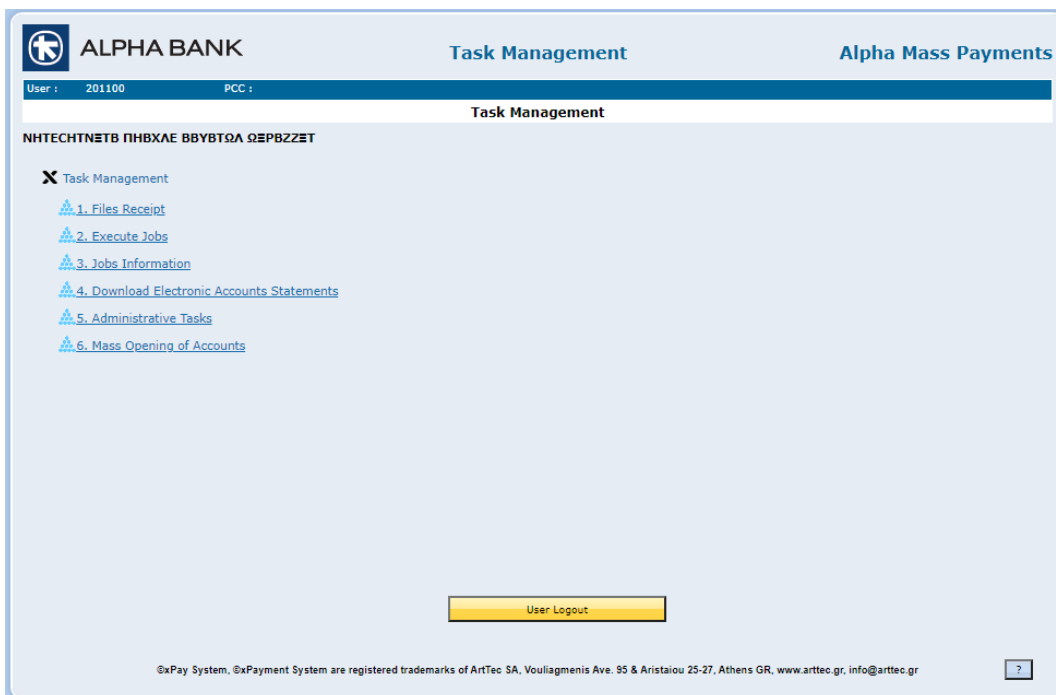 ALPHA BANK Task Management Alpha Mass Payments
User : 201100 PCC :
Task Management
ΝΗΤΕCΗΤΝΞΤΒ ΠΗΒΧΛΕ ΒΒΥΒΤΩΛ ΩΞΡΒΖΖΞΤ
Task Management
1. Files Receipt
2. Execute Jobs
3. Jobs Information
4. Download Electronic Accounts Statements
5. Administrative Tasks
6. Mass Opening of Accounts
User Logout
©xPay System, ©xPayment System are registered trademarks of ArtTec SA, Vouliagmenis Ave. 95 & Aristaiou 25-27, Athens GR, www.arttec.gr, info@arttec.gr ?